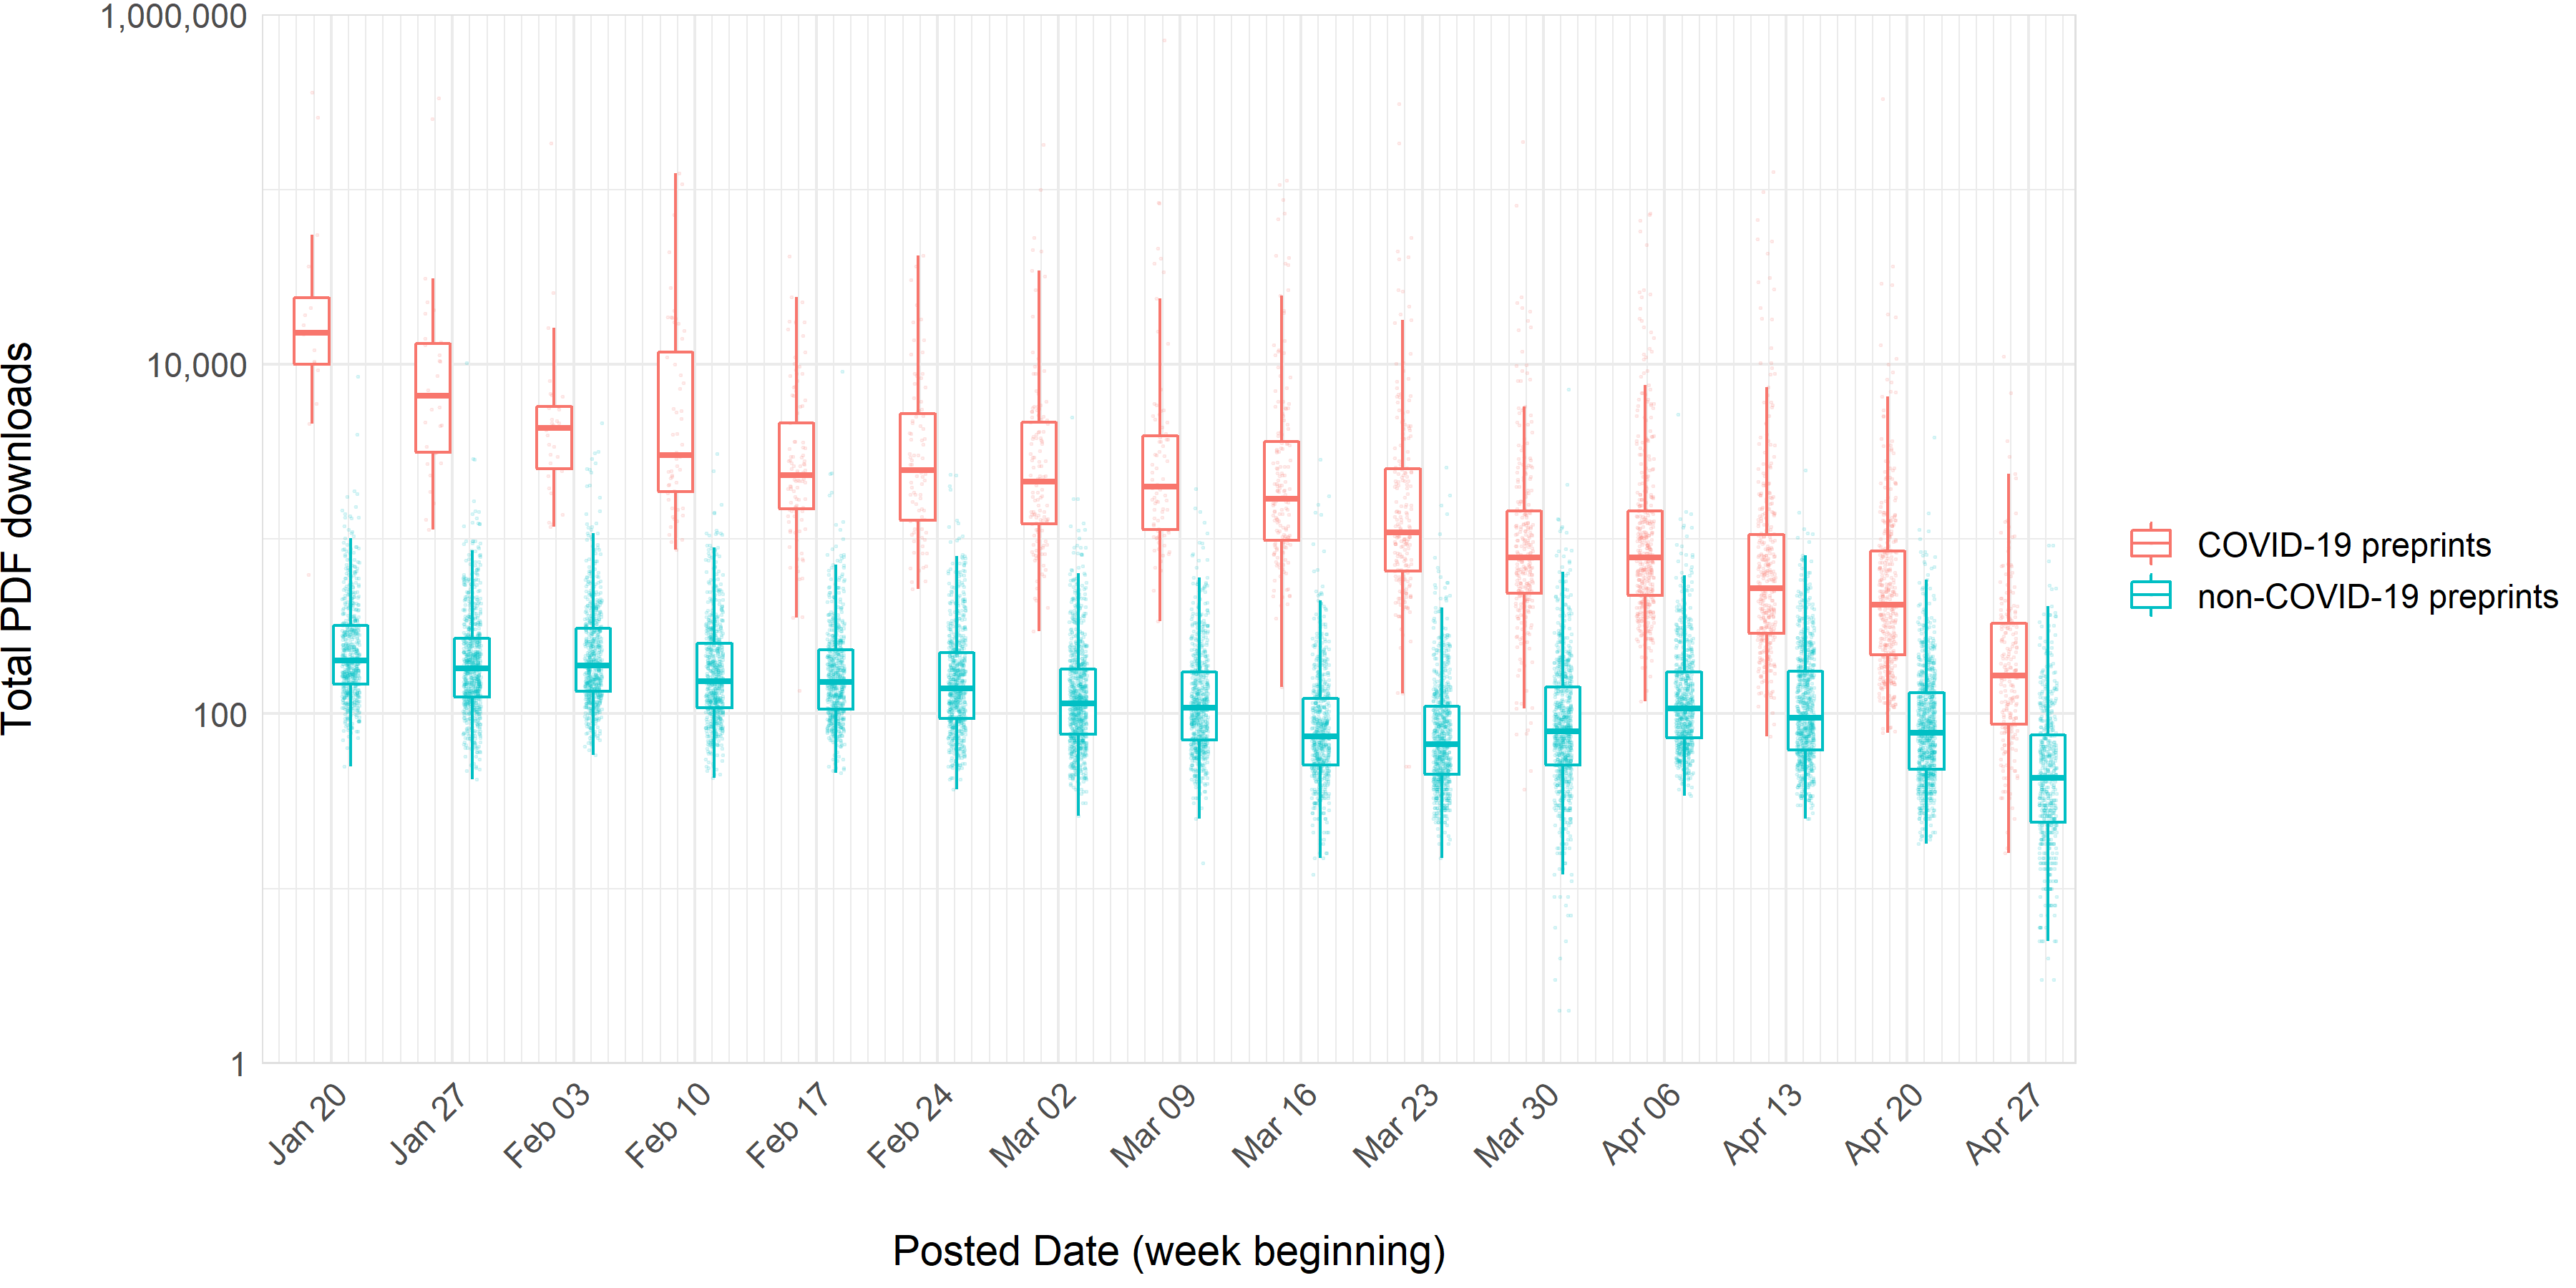 Total PDF downloads
1,000,000
10,000
100
1
Jan 20
Jan 27
Feb 03
Feb 10
Feb 17
Feb 24
Mar 02
Mar 09
Mar 16
Mar 23
Mar 30
Apr 06
Apr 13
Apr 20
Apr 27
Posted Date (week beginning)
COVID-19 preprints
non-COVID-19 preprints